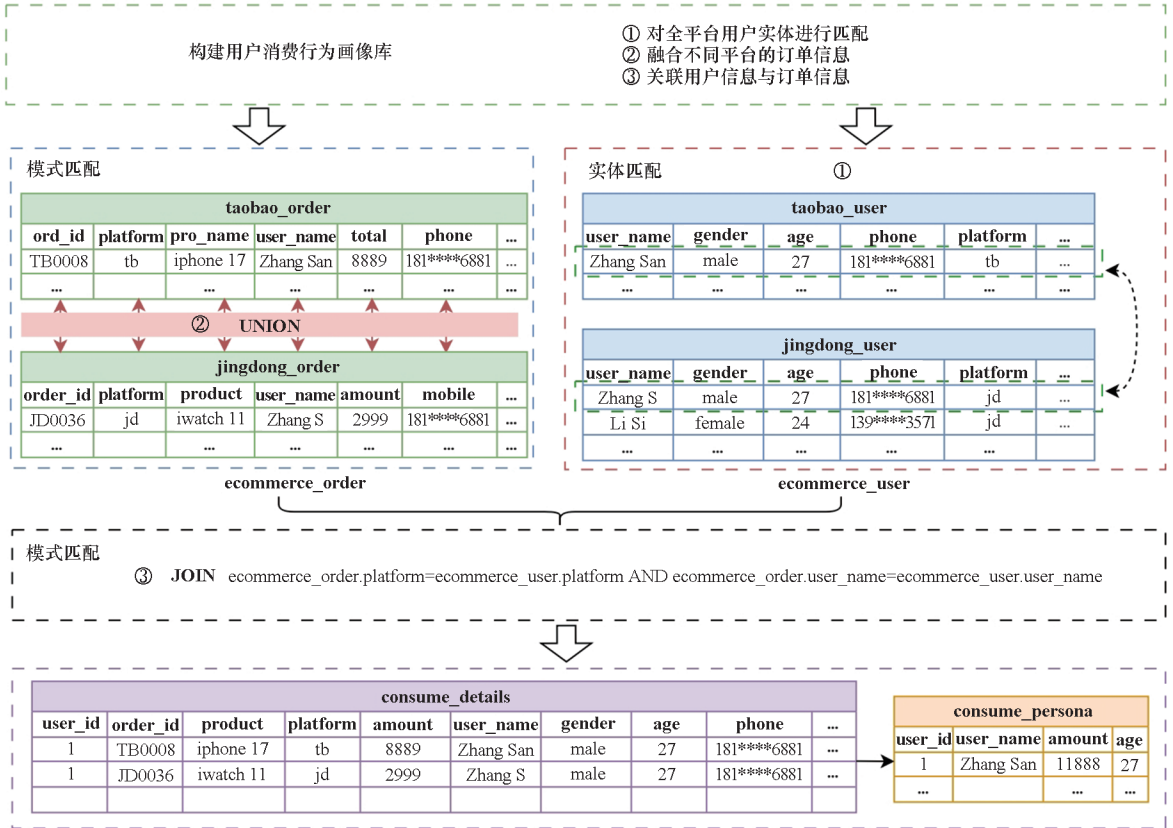 构建用户消费行为画像库
① 对全平台用户实体进行匹配
② 融合不同平台的订单信息
③ 关联用户信息与订单信息
模式匹配
taobao_order
ord_id platform pro_name user_name total phone ...
TB0008 tb iphone 17 Zhang San 8889 181****6881 ...
... ... ... ... ... ... ...
② UNION
jingdong_order
order_id platform product user_name amount mobile ...
JD0036 jd iwatch 11 Zhang S 2999 181****6881 ...
... ... ... ... ...
ecommerce_order
实体匹配 ①
taobao_user
user_name gender age phone platform ...
Zhang San male 27 181****6881 tb ...
... ... ... ... ...
jingdong_user
user_name gender age phone platform ...
Zhang S male 27 181****6881 jd ...
Li Si female 24 139****3571 jd ...
... ... ... ... ...
ecommerce_user
模式匹配
③ JOIN ecommerce_order.platform=ecommerce_user.platform AND ecommerce_order.user_name=ecommerce_user.user_name
consume_details
user_id order_id product platform amount user_name gender age phone ...
1 TB0008 iphone 17 tb 8889 Zhang San male 27 181****6881 ...
1 JD0036 iwatch 11 jd 2999 Zhang S male 27 181****6881 ...
consume_persona
user_id user_name amount age
1 Zhang San 11888 27
... ... ...